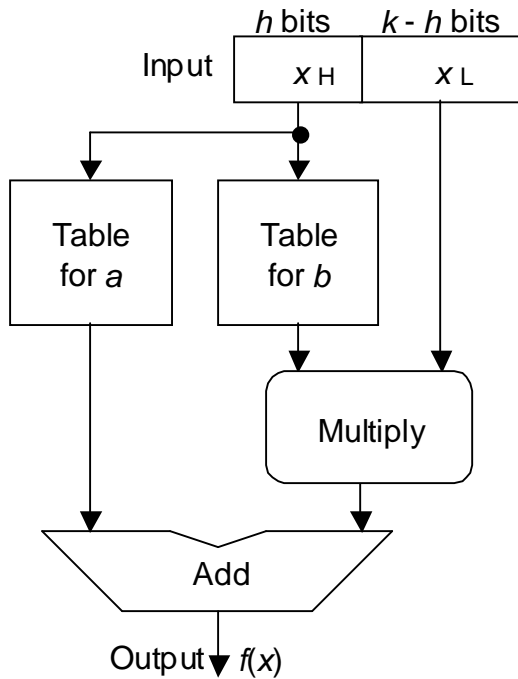 h bits
k - h bits
Input
x H
x L
Table
for a
Table
for b
Multiply
Add
Output
f(x)